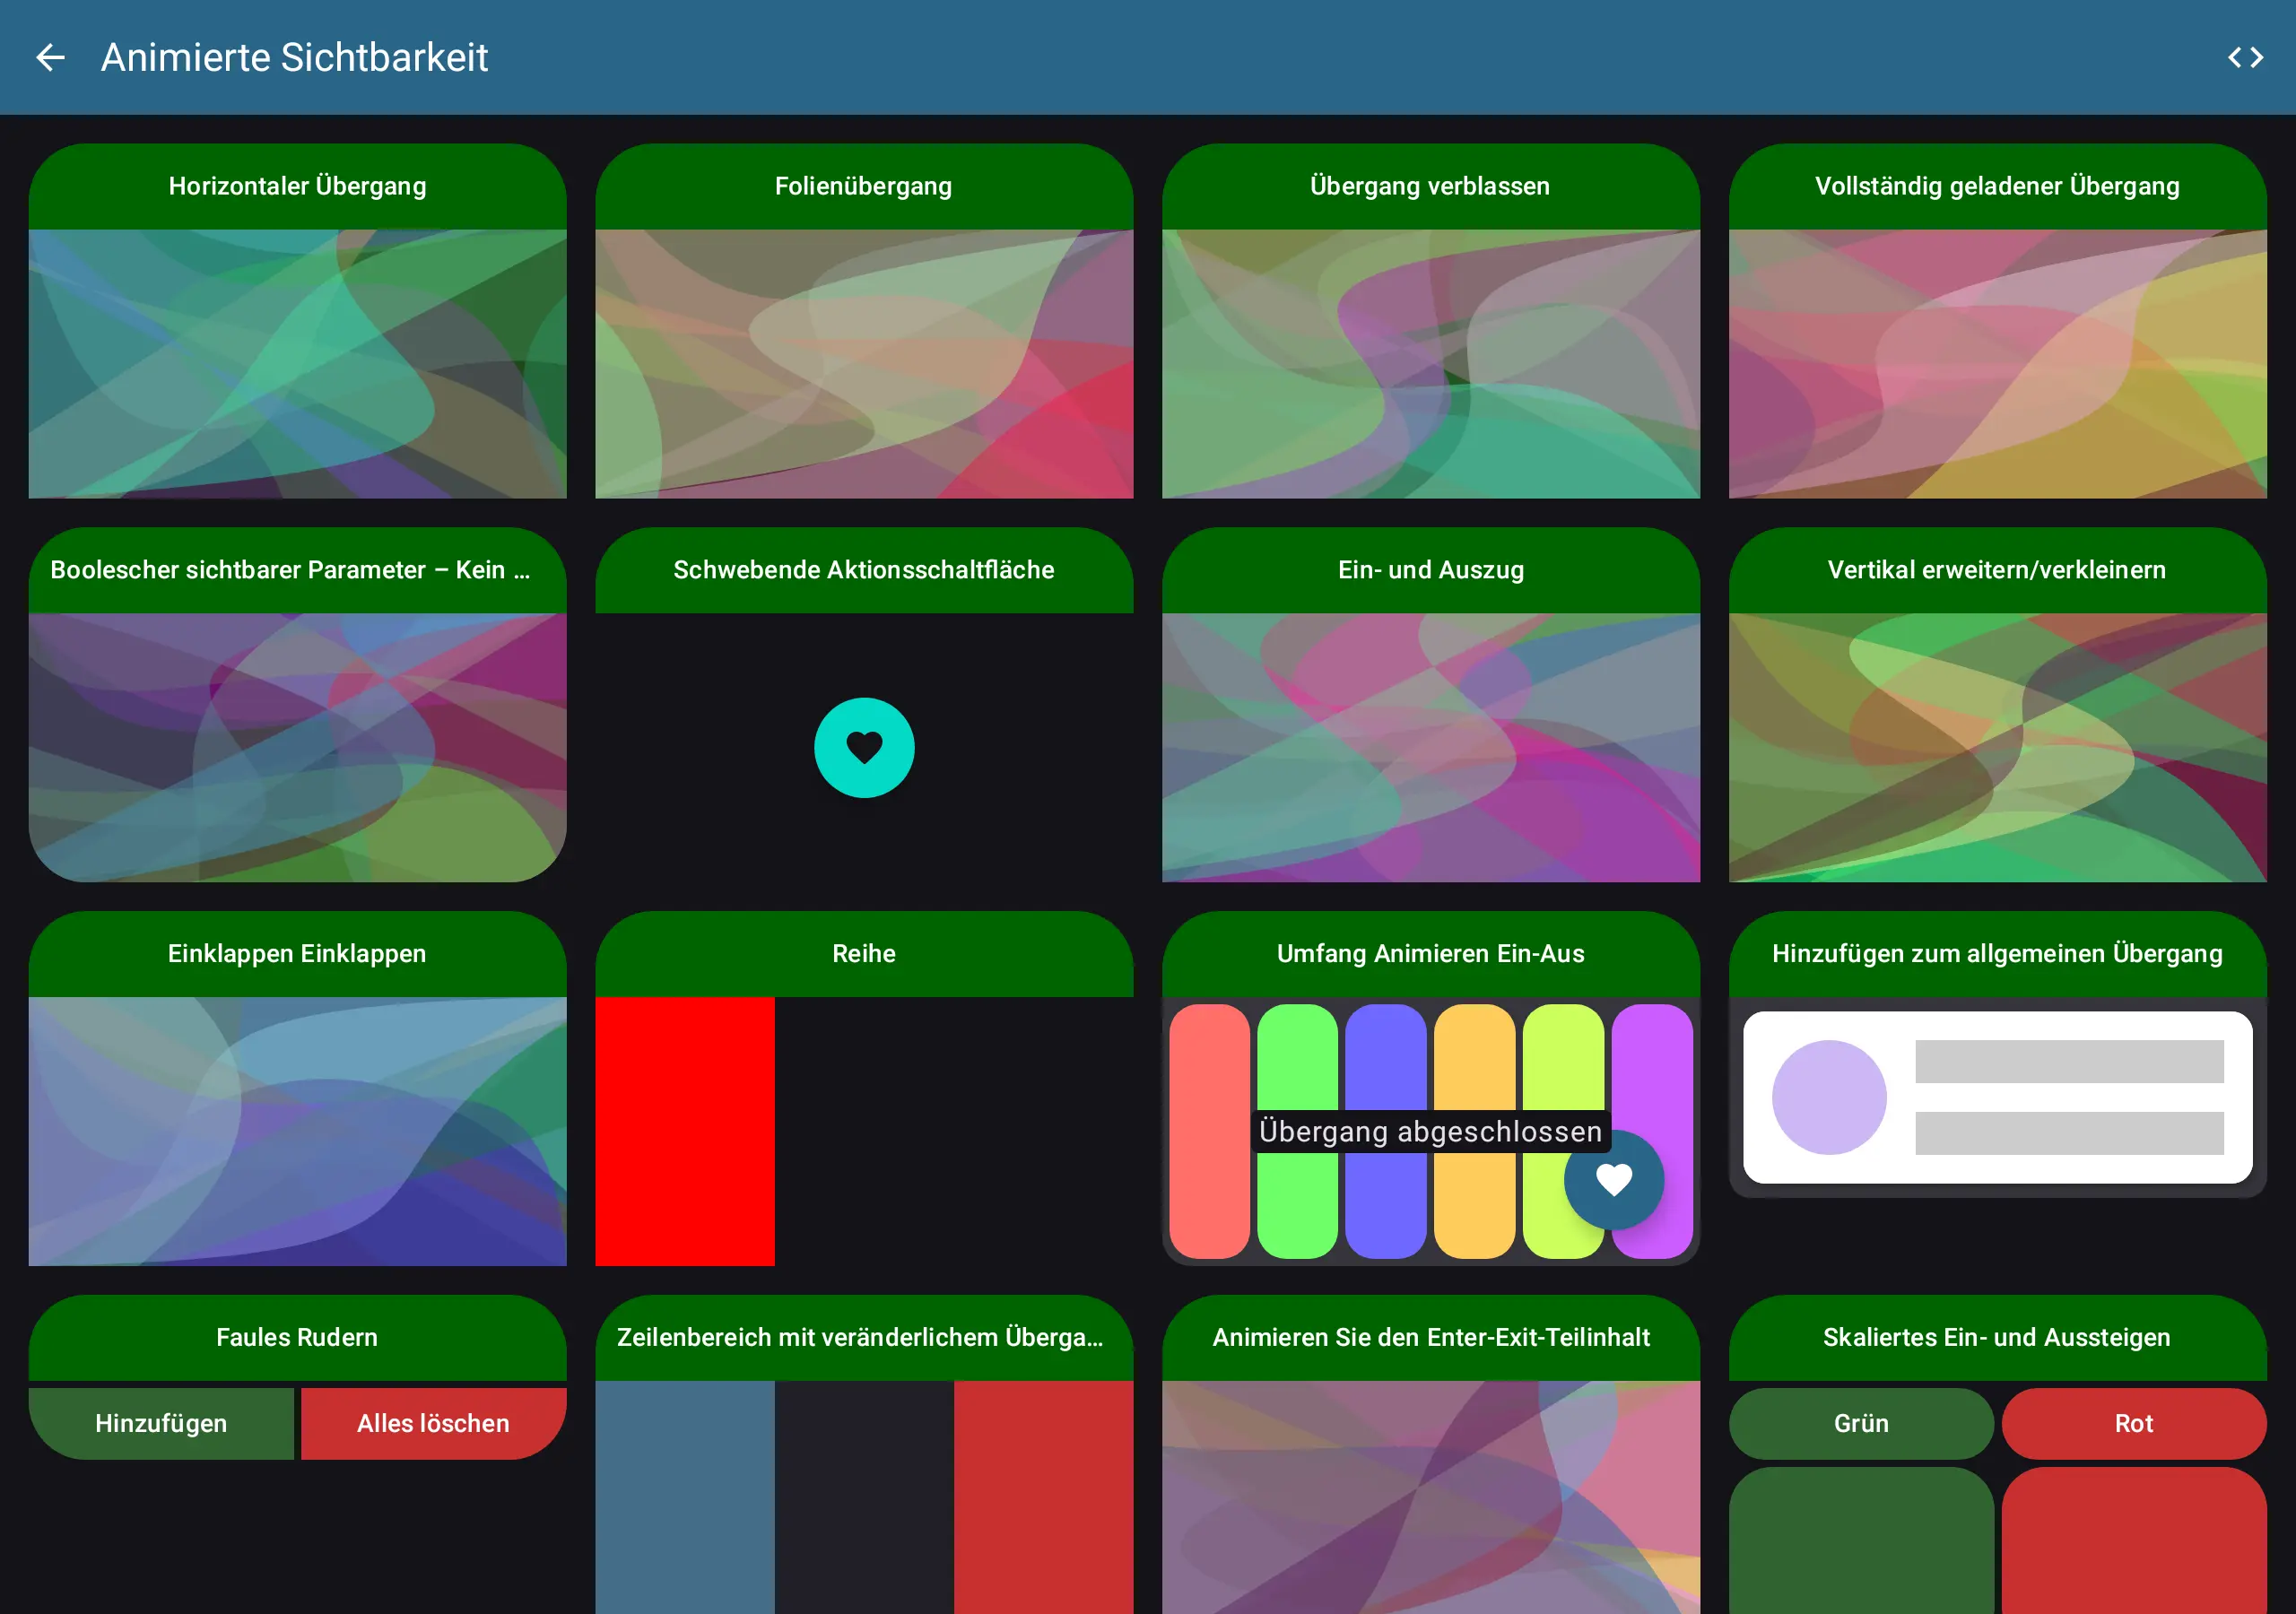 Animierte Sichtbarkeit
Horizontaler Übergang
Folienübergang
Übergang verblassen
Vollständig geladener Übergang
Boolescher sichtbarer Parameter – Kein ...
Schwebende Aktionsschaltfläche
Ein- und Auszug
Vertikal erweitern/verkleinern
Einklappen Einklappen
Reihe
Umfang Animieren Ein-Aus
Hinzufügen zum allgemeinen Übergang
Übergang abgeschlossen
Faules Rudern
Zeilenbereich mit veränderlichem Überga...
Animieren Sie den Enter-Exit-Teilinhalt
Skaliertes Ein- und Aussteigen
Hinzufügen
Alles löschen
Grün
Rot